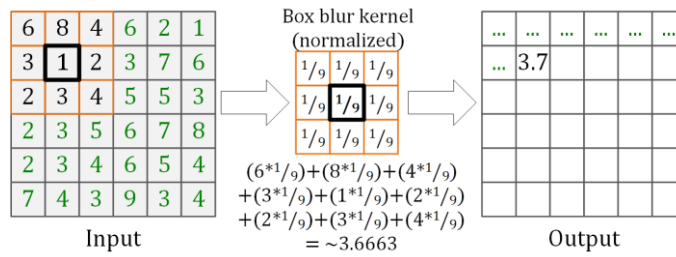 Box blur kernel
(normalized)
6 8 4 6 2 1
3 1 2 3 7 6
2 3 4 5 5 3
2 3 5 6 7 8
2 3 4 6 5 4
7 4 3 9 3 4
Input
1/9 1/9 1/9
1/9 1/9 1/9
1/9 1/9 1/9
(6*1/9)+(8*1/9)+(4*1/9)
+(3*1/9)+(1*1/9)+(2*1/9)
+(2*1/9)+(3*1/9)+(4*1/9)
= ~3.6663
... ... ... ... ... ...
... 3.7
Output